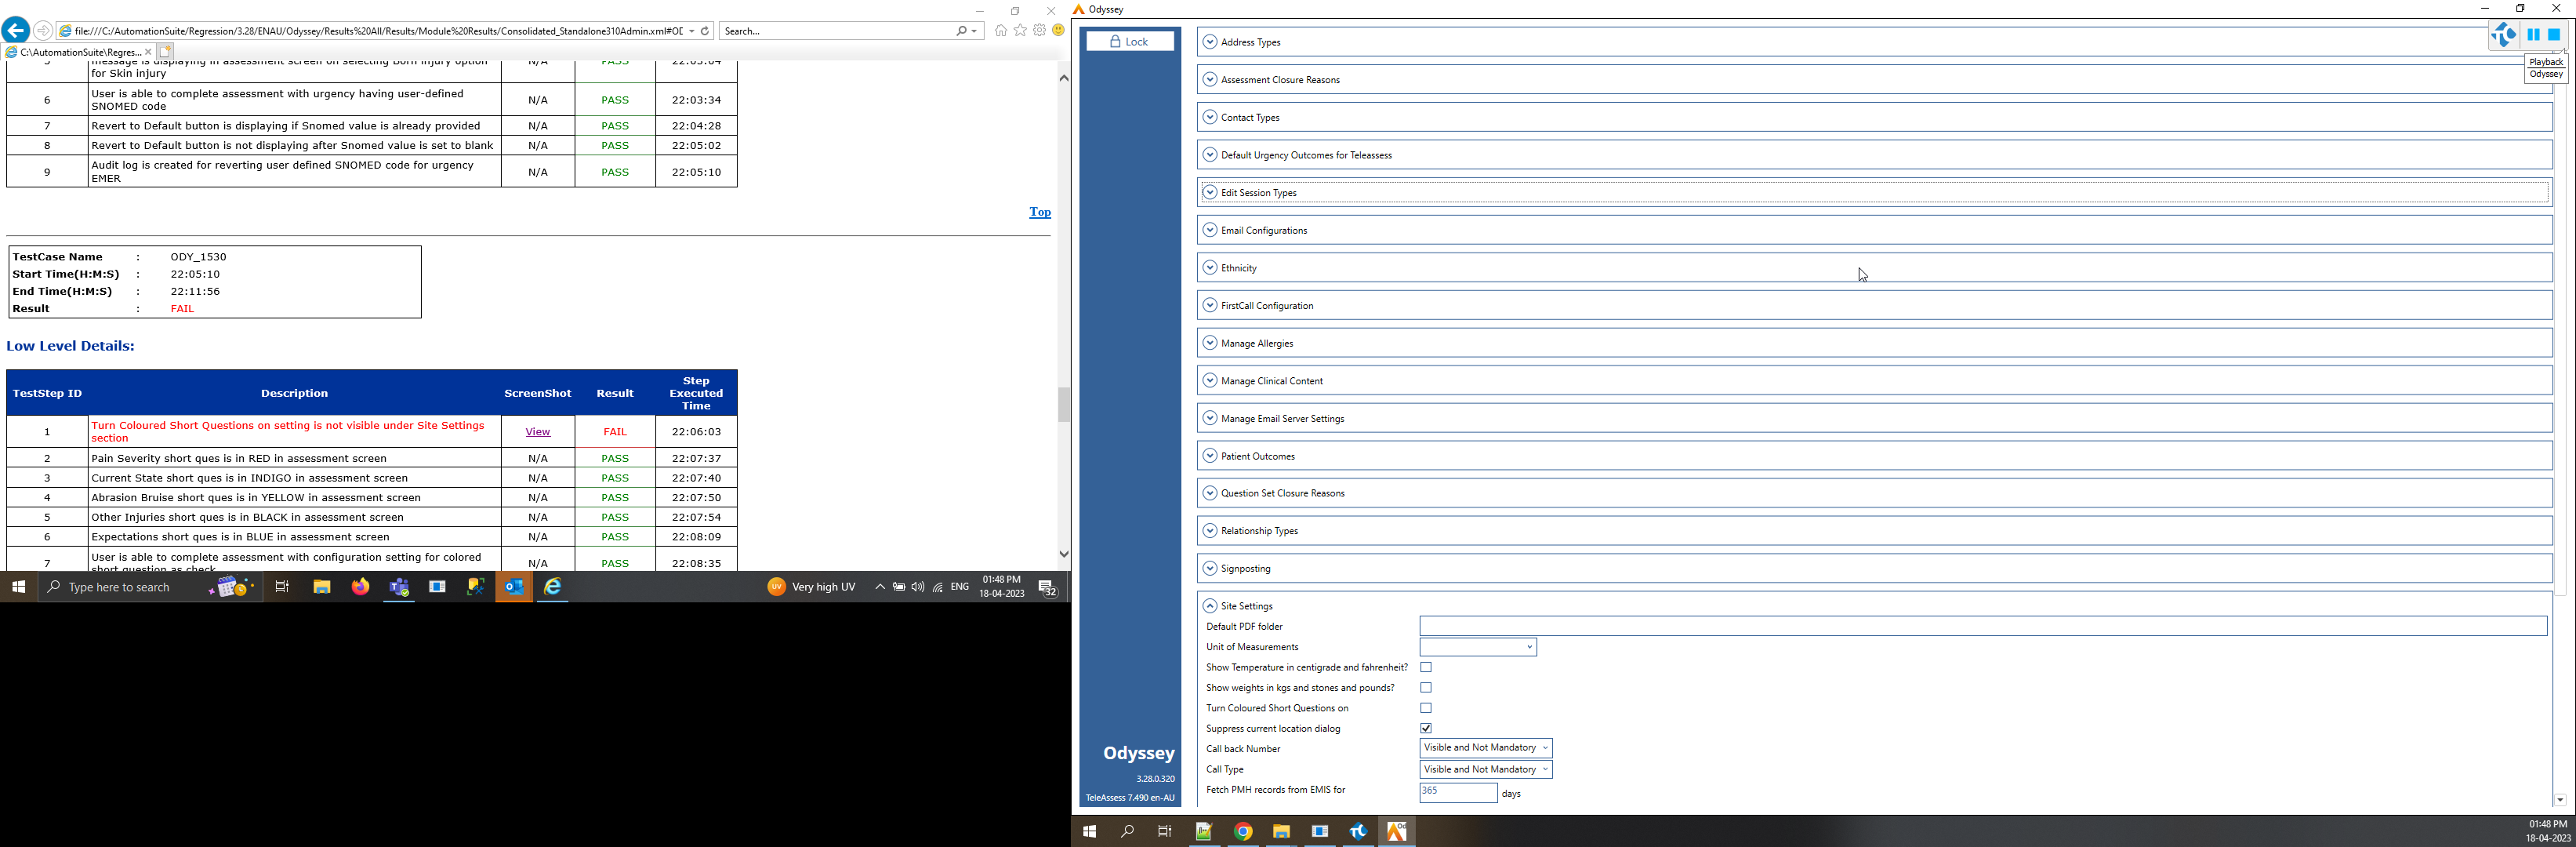 file:///C:/AutomationSuite/Regression/3.28/ENAU/Odyssey/Results%20All/Results/Module%20Results/Consolidated_Standalone310Admin.xml#OD
Search...
C:\AutomationSuite\Regres...
message is displaying in assessment screen on selecting Born injury option
for Skin injury
N/A
PASS
22:03:04
6
User is able to complete assessment with urgency having user-defined
SNOMED code
N/A
PASS
22:03:34
7
Revert to Default button is displaying if Snomed value is already provided
N/A
PASS
22:04:28
8
Revert to Default button is not displaying after Snomed value is set to blank
N/A
PASS
22:05:02
9
Audit log is created for reverting user defined SNOMED code for urgency
EMER
N/A
PASS
22:05:10
Top
TestCase Name : ODY_1530
Start Time(H:M:S) : 22:05:10
End Time(H:M:S) : 22:11:56
Result : FAIL
Low Level Details:
TestStep ID
Description
ScreenShot
Result
Step
Executed
Time
1
Turn Coloured Short Questions on setting is not visible under Site Settings
section
View
FAIL
22:06:03
2
Pain Severity short ques is in RED in assessment screen
N/A
PASS
22:07:37
3
Current State short ques is in INDIGO in assessment screen
N/A
PASS
22:07:40
4
Abrasion Bruise short ques is in YELLOW in assessment screen
N/A
PASS
22:07:50
5
Other Injuries short ques is in BLACK in assessment screen
N/A
PASS
22:07:54
6
Expectations short ques is in BLUE in assessment screen
N/A
PASS
22:08:09
7
User is able to complete assessment with configuration setting for colored
short question as check
N/A
PASS
22:08:35
Type here to search
UV
Very high UV
ENG
01:48 PM
18-04-2023
32
Odyssey
Lock
Address Types
Assessment Closure Reasons
Contact Types
Default Urgency Outcomes for Teleassess
Edit Session Types
Email Configurations
Ethnicity
FirstCall Configuration
Manage Allergies
Manage Clinical Content
Manage Email Server Settings
Patient Outcomes
Question Set Closure Reasons
Relationship Types
Signposting
Site Settings
Default PDF folder
Unit of Measurements
Show Temperature in centigrade and fahrenheit?
Show weights in kgs and stones and pounds?
Turn Coloured Short Questions on
Suppress current location dialog
Call back Number
Visible and Not Mandatory
Call Type
Visible and Not Mandatory
Fetch PMH records from EMIS for
365
days
Playback
Odyssey
Odyssey
3.28.0.320
TeleAssess 7.490 en-AU
01:48 PM
18-04-2023